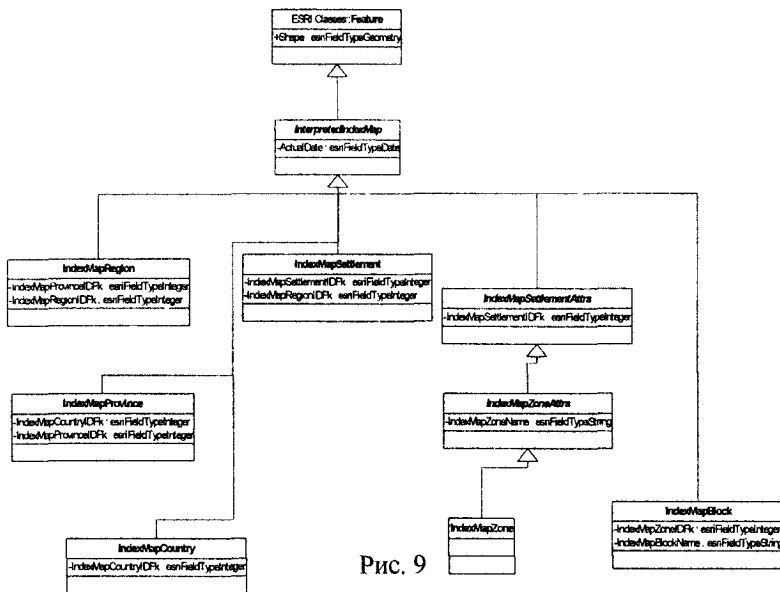 ESRI Classes::Feature
+Shape esriFieldTypeGeometry
InterpretedIndexMap
-ActualDate : esriFieldTypeDate
IndexMapRegion
-IndexMapProvinceIDFk esriFieldTypeInteger
-IndexMapRegionIDFk : esriFieldTypeInteger
IndexMapSettlement
-IndexMapSettlementIDFk esriFieldTypeInteger
-IndexMapRegionIDFk esriFieldTypeInteger
IndexMapSettlementAttrs
-IndexMapSettlementIDFk esriFieldTypeInteger
IndexMapProvince
-IndexMapCountryIDFk : esriFieldTypeInteger
-IndexMapProvinceIDFk esriFieldTypeInteger
IndexMapZoneAttrs
-IndexMapZoneName esriFieldTypeString
IndexMapZone
IndexMapBlock
-IndexMapZoneIDFk : esriFieldTypeInteger
-IndexMapBlockName . esriFieldTypeString
IndexMapCountry
-IndexMapCountryIDFk esriFieldTypeInteger
Рис. 9